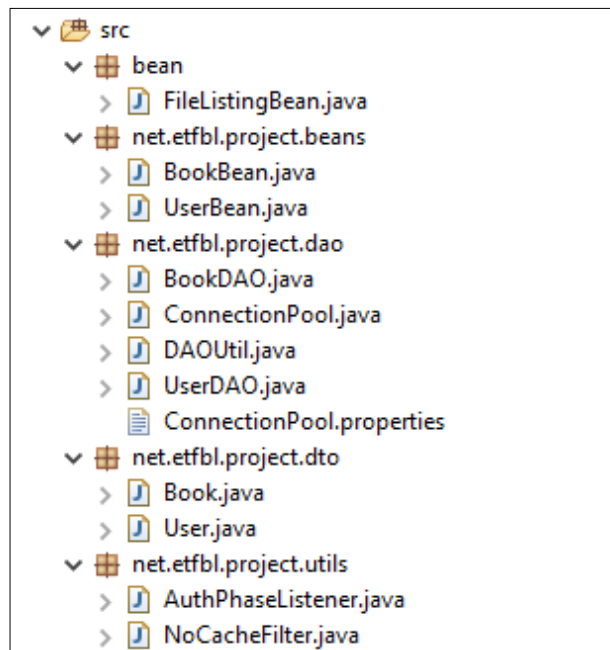 src
bean
FileListingBean.java
net.etfbl.project.beans
BookBean.java
UserBean.java
net.etfbl.project.dao
BookDAO.java
ConnectionPool.java
DAOUtil.java
UserDAO.java
ConnectionPool.properties
net.etfbl.project.dto
Book.java
User.java
net.etfbl.project.utils
AuthPhaseListener.java
NoCacheFilter.java